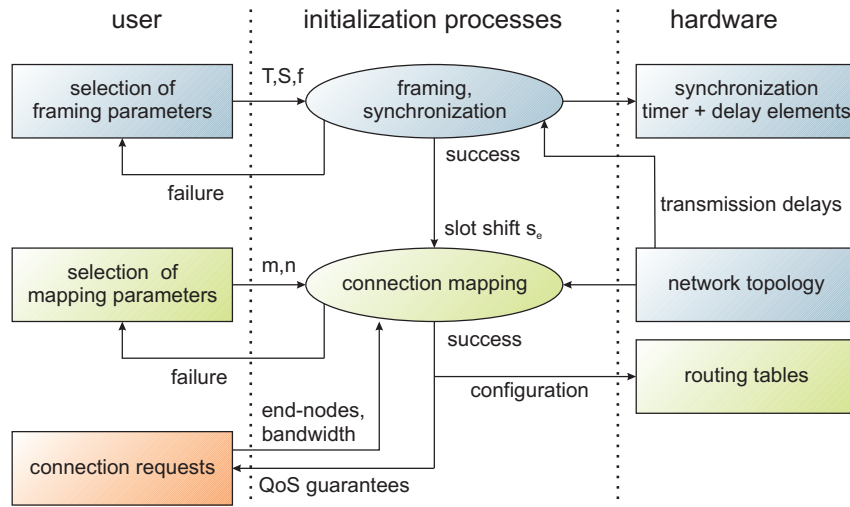 user
initialization processes
hardware
selection of
framing parameters
T,S,f
framing,
synchronization
synchronization
timer + delay elements
success
failure
transmission delays
slot shift sₑ
selection of
mapping parameters
m,n
connection mapping
network topology
success
failure
configuration
routing tables
end-nodes,
bandwidth
connection requests
QoS guarantees